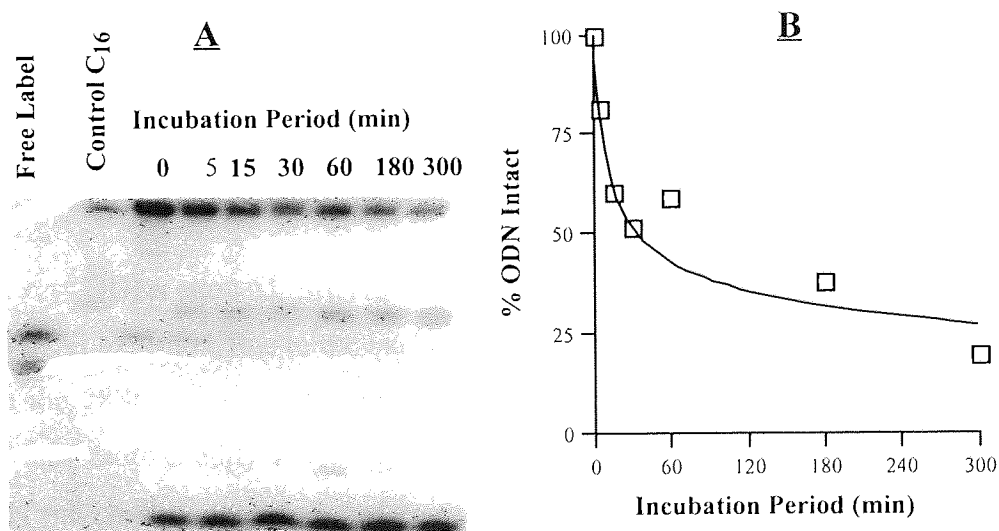 A
Free Label
Control C16
Incubation Period (min)
0 5 15 30 60 180 300
B
% ODN Intact
100
75
50
25
0
0 60 120 180 240 300
Incubation Period (min)